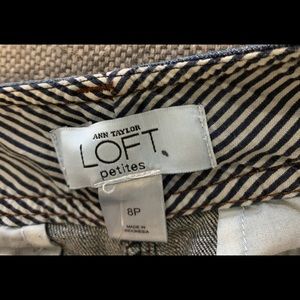 ANN TAYLOR
LOFT
petites
8P
MADE IN
INDONESIA